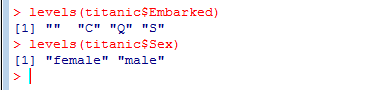 > levels(titanic$Embarked)
[1] ""  "C" "Q" "S"
> levels(titanic$Sex)
[1] "female" "male"
>